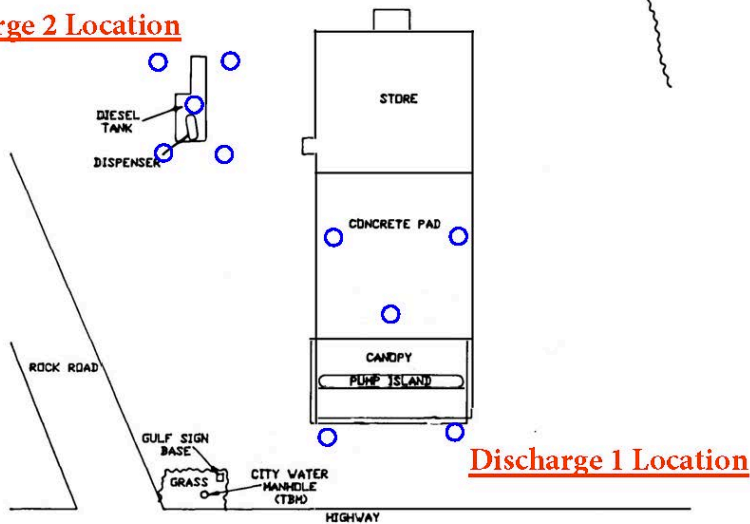 rge 2 Location
STORE
DIESEL
TANK
DISPENSER
CONCRETE PAD
CANOPY
PUMP ISLAND
ROCK ROAD
GULF SIGN
BASE
GRASS
CITY WATER
MANHOLE
(TBM)
Discharge 1 Location
HIGHWAY